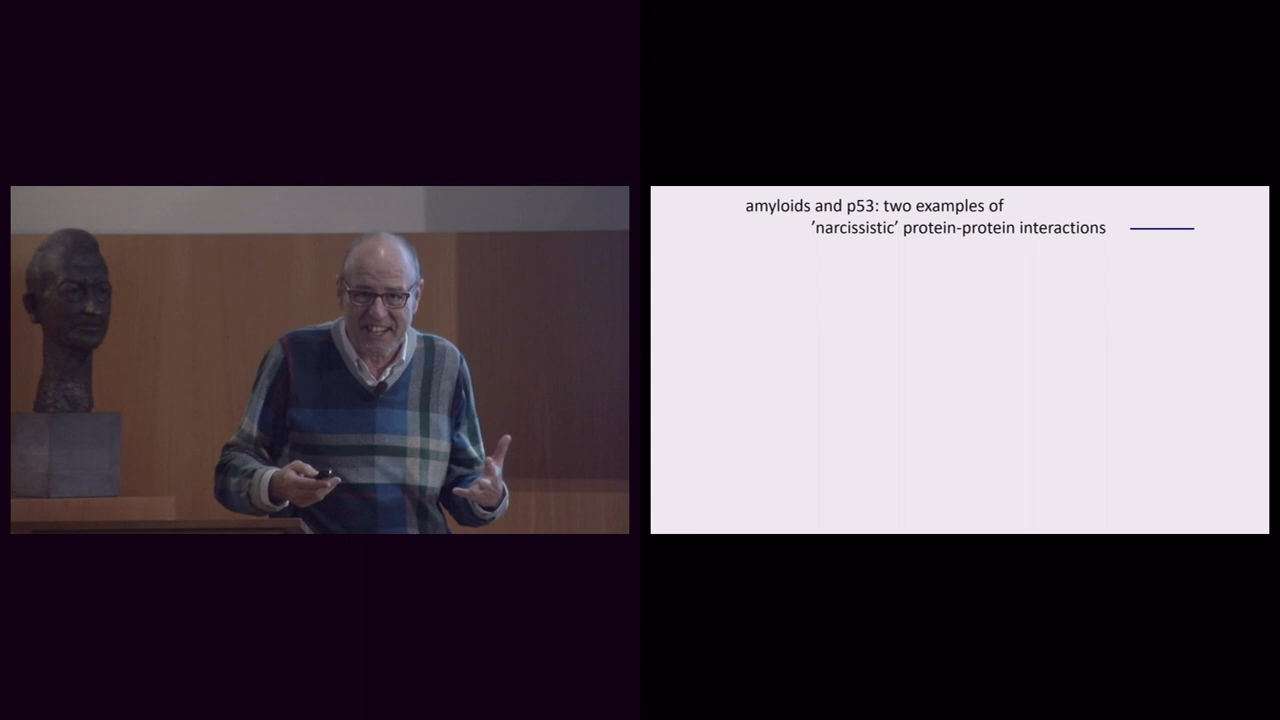 amyloids and p53: two examples of
’narcissistic’ protein-protein interactions